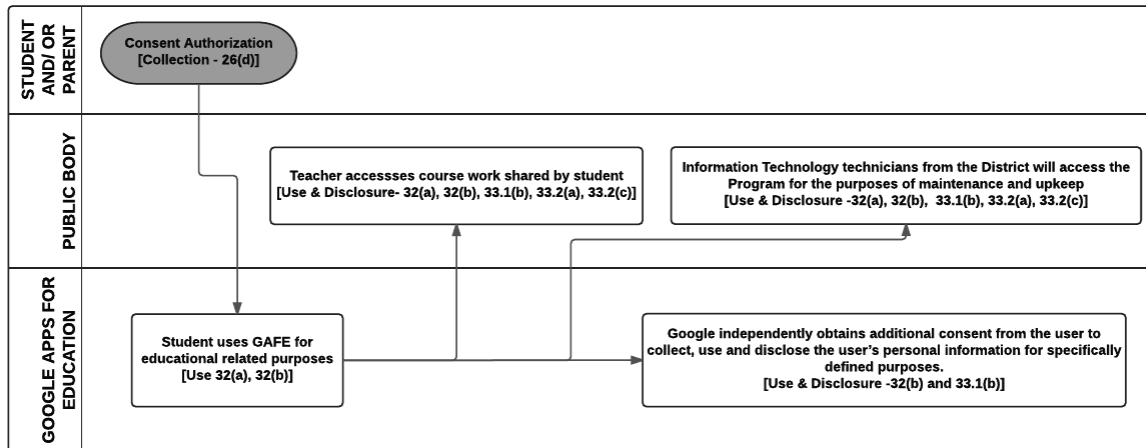 STUDENT
AND/ OR
PARENT
Consent Authorization
[Collection - 26(d)]
PUBLIC BODY
Teacher accessses course work shared by student
[Use & Disclosure- 32(a), 32(b), 33.1(b), 33.2(a), 33.2(c)]
Information Technology technicians from the District will access the
Program for the purposes of maintenance and upkeep
[Use & Disclosure -32(a), 32(b),  33.1(b), 33.2(a), 33.2(c)]
GOOGLE APPS FOR
EDUCATION
Student uses GAFE for
educational related purposes
[Use 32(a), 32(b)]
Google independently obtains additional consent from the user to
collect, use and disclose the user's personal information for specifically
defined purposes.
[Use & Disclosure -32(b) and 33.1(b)]